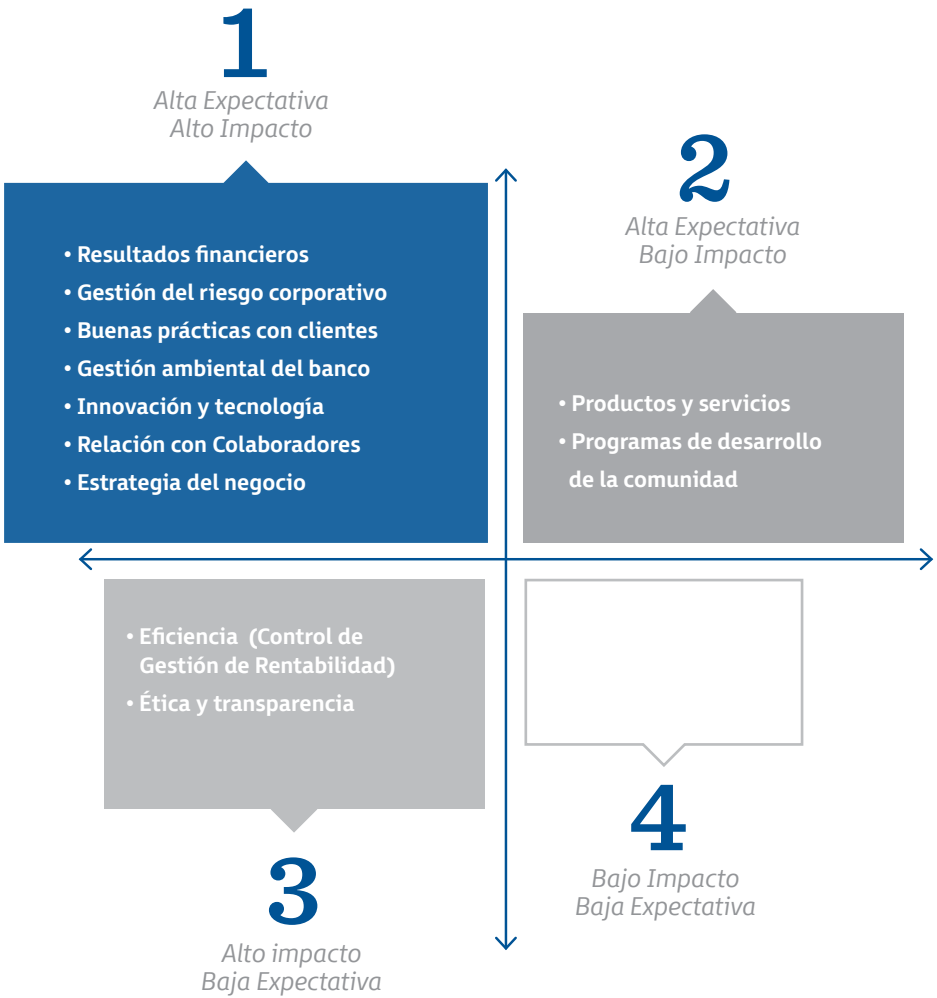 1
Alta Expectativa
Alto Impacto
• Resultados financieros
• Gestión del riesgo corporativo
• Buenas prácticas con clientes
• Gestión ambiental del banco
• Innovación y tecnología
• Relación con Colaboradores
• Estrategia del negocio
2
Alta Expectativa
Bajo Impacto
• Productos y servicios
• Programas de desarrollo
de la comunidad
• Eficiencia (Control de
Gestión de Rentabilidad)
• Ética y transparencia
3
Alto impacto
Baja Expectativa
4
Bajo Impacto
Baja Expectativa